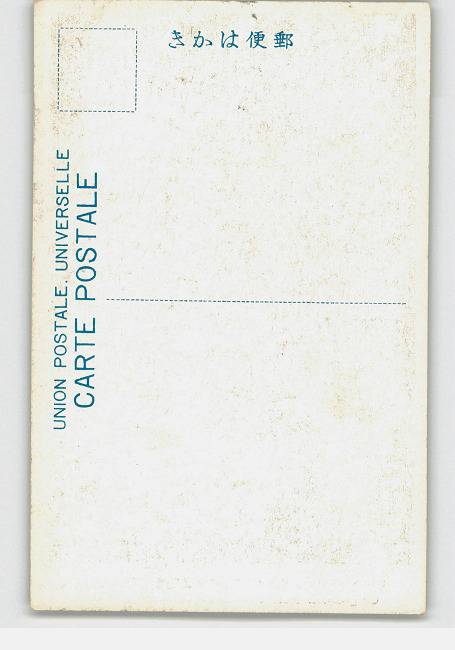 きかは便郵
UNION POSTALE. UNIVERSELLE
CARTE POSTALE